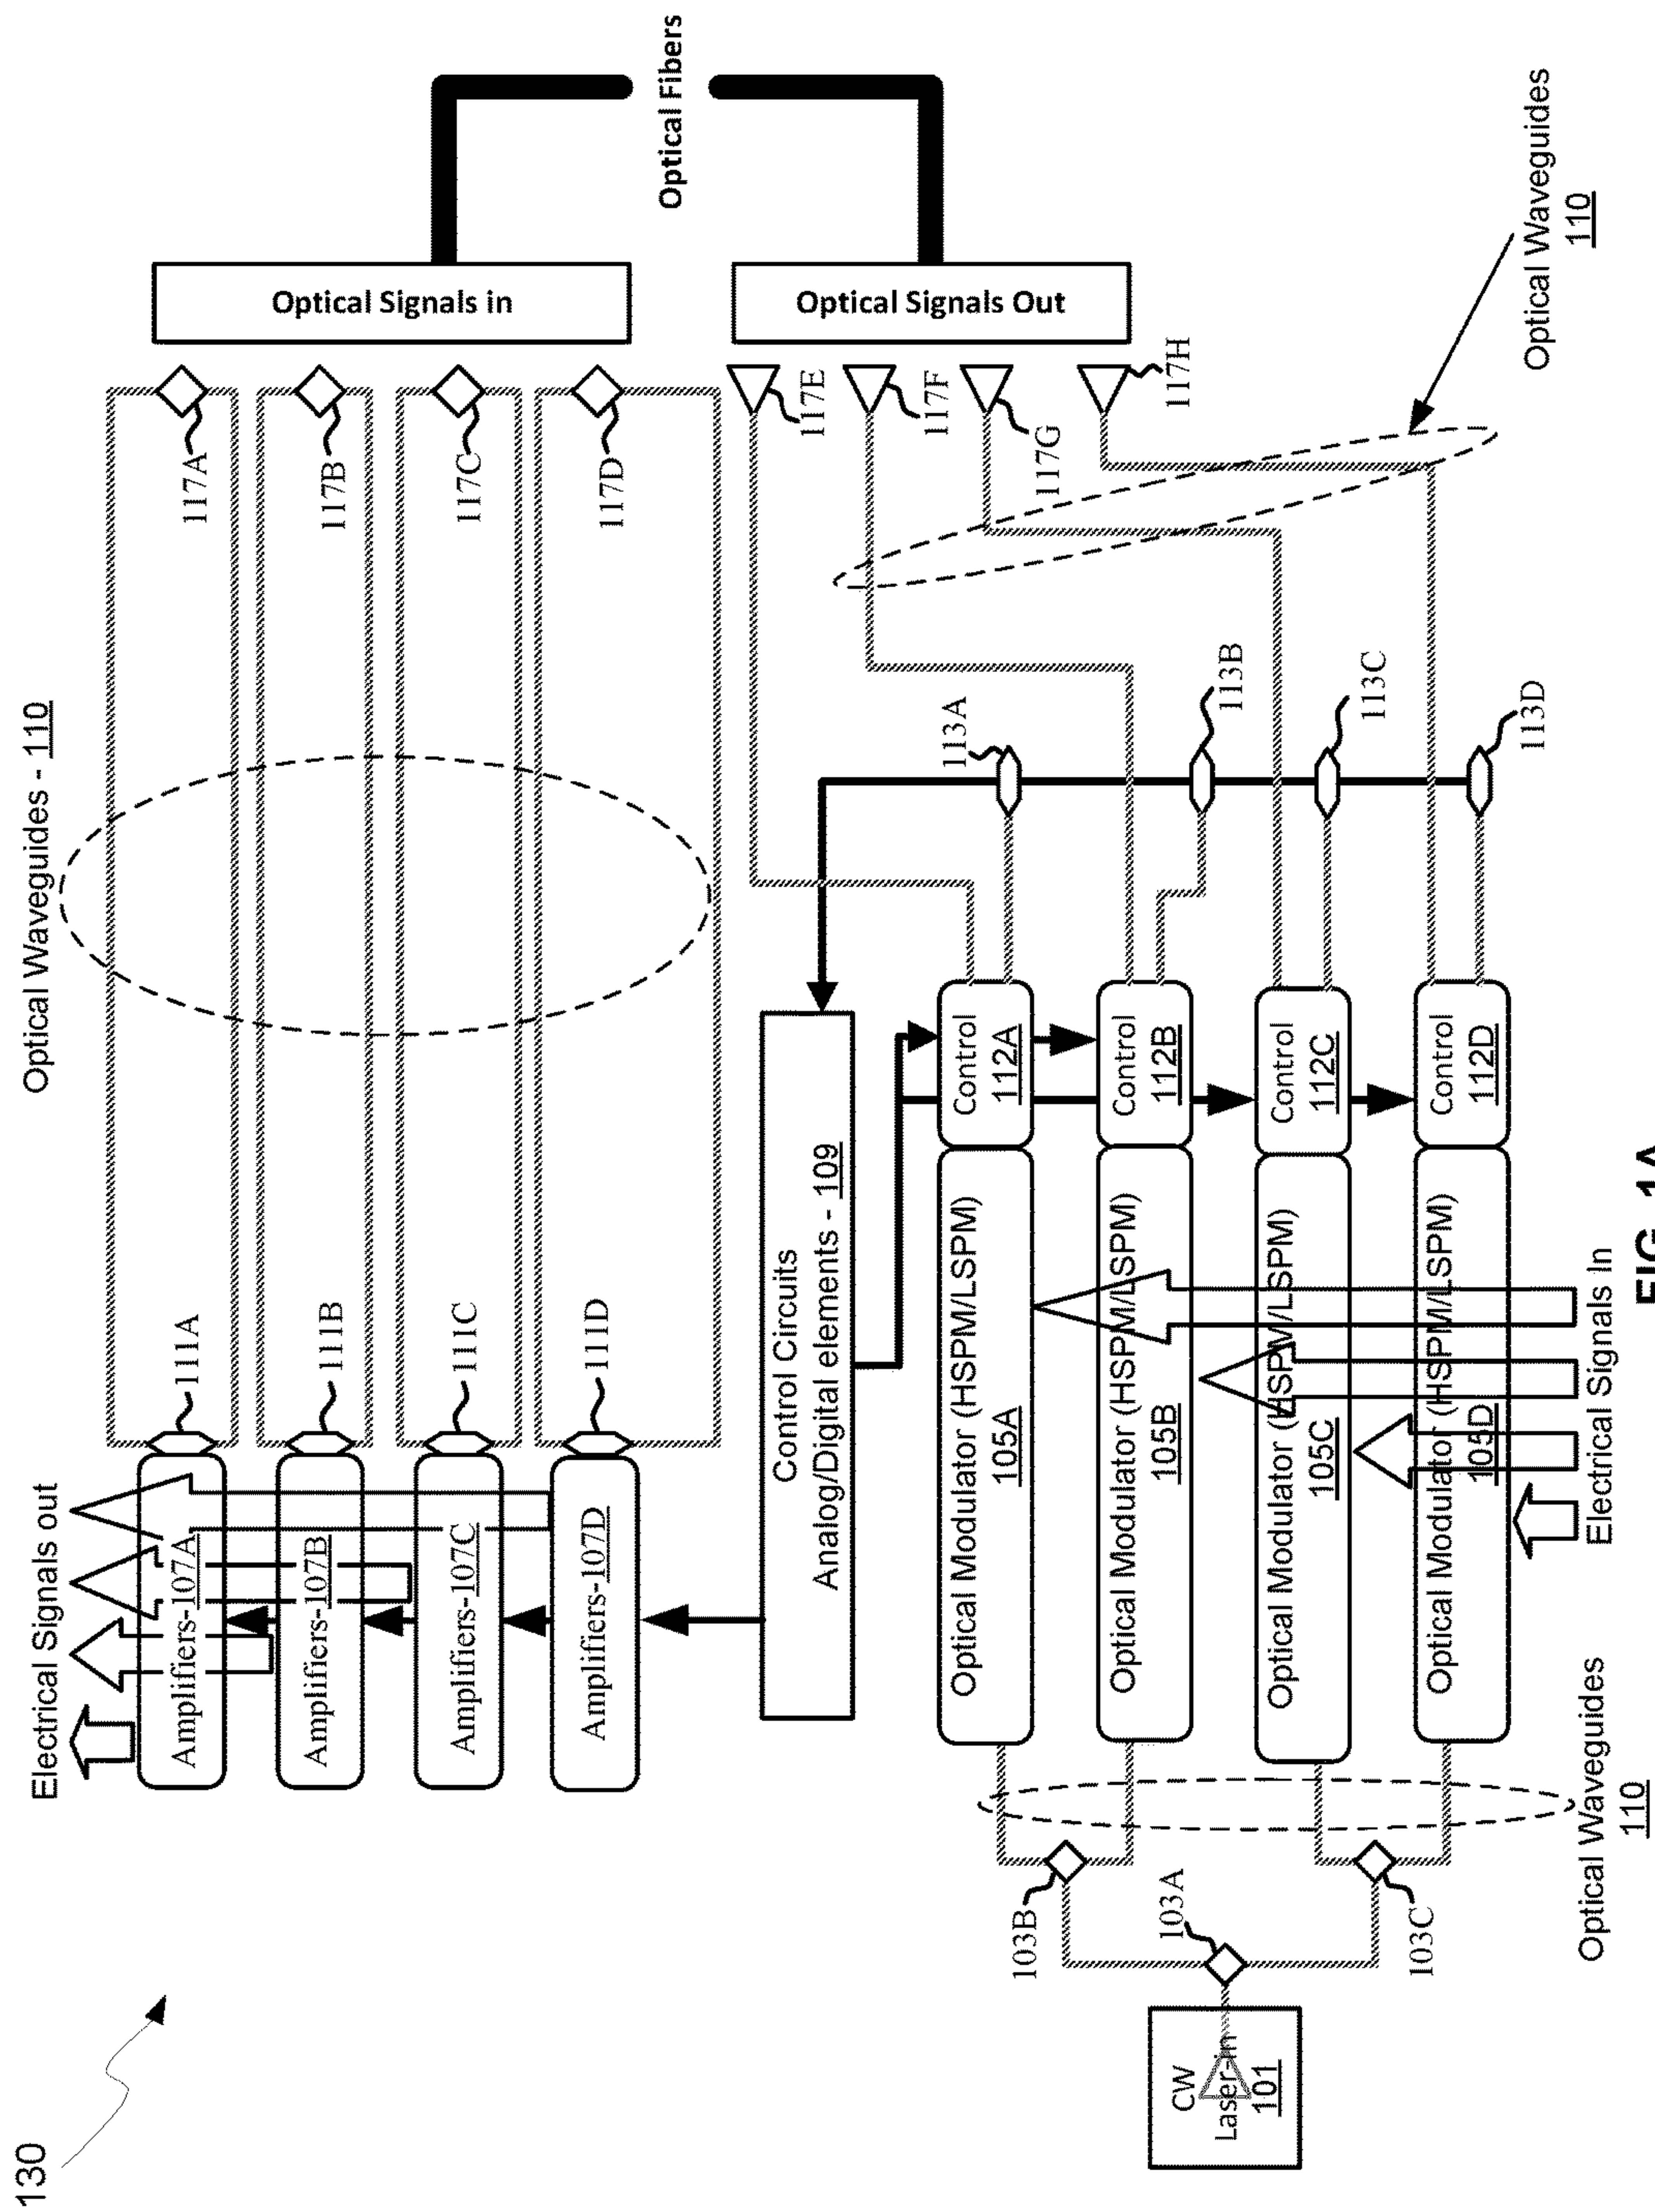 130
Electrical Signals out
Optical Waveguides - 110
Amplifiers-107A
Amplifiers-107B
Amplifiers-107C
Amplifiers-107D
111A
111B
111C
111D
117A
117B
117C
117D
Optical Signals in
Optical Fibers
Optical Signals Out
117E
117F
117G
117H
Control Circuits
Analog/Digital elements - 109
Optical Modulator (HSPM/LSPM)
105A
Control
112A
113A
Optical Modulator (HSPM/LSPM)
105B
Control
112B
113B
Optical Modulator (HSPM/LSPM)
105C
Control
112C
113C
Optical Modulator (HSPM/LSPM)
105D
Control
112D
113D
Optical Waveguides
110
CW
Laser-in
101
103A
103B
103C
Optical Waveguides
110
Electrical Signals In
FIG. 1A